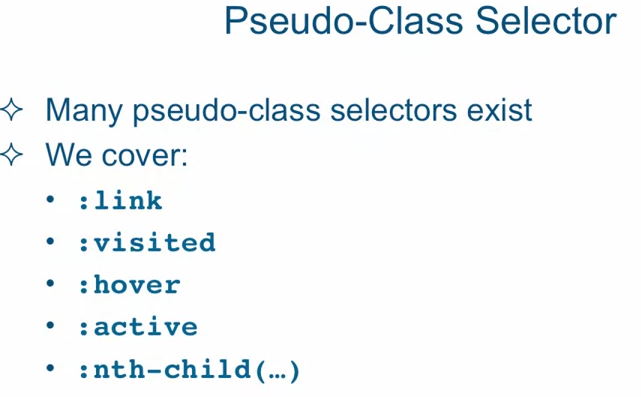 Pseudo-Class Selector
✧ Many pseudo-class selectors exist
✧ We cover:
• :link
• :visited
• :hover
• :active
• :nth-child(…)